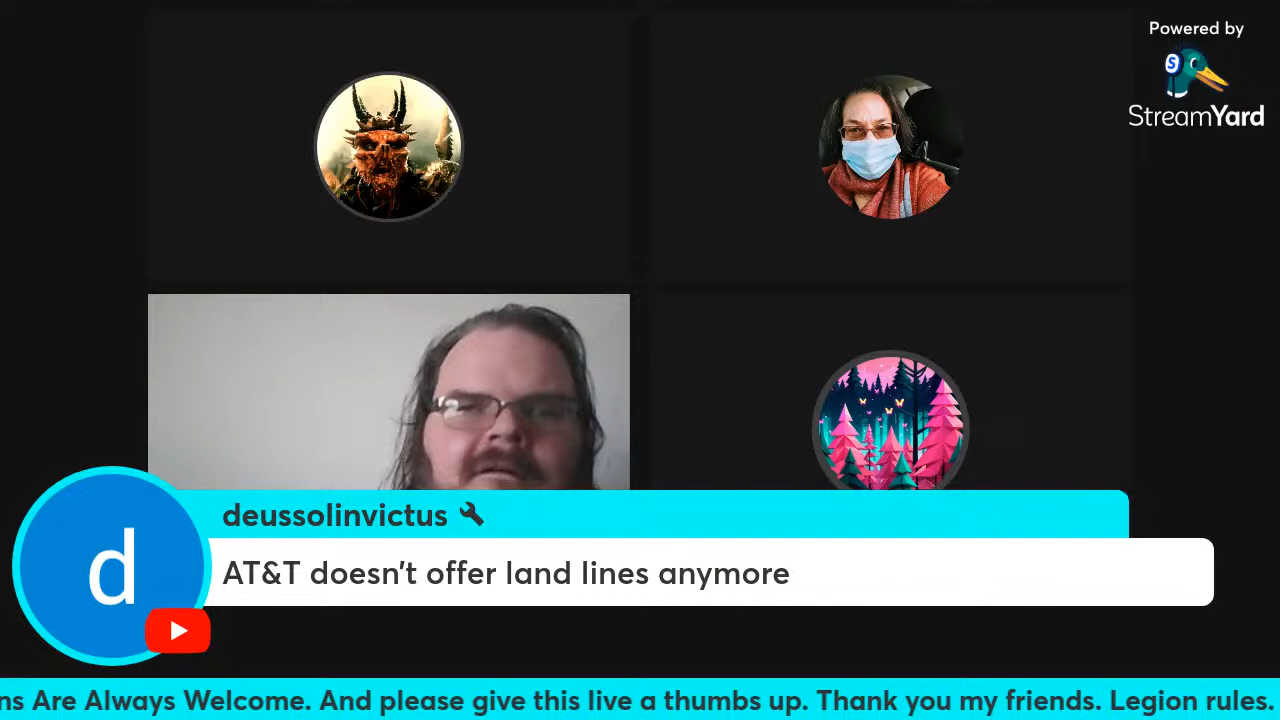 Powered by
S
StreamYard
deussolinvictus
d
AT&T doesn't offer land lines anymore
ns Are Always Welcome. And please give this live a thumbs up. Thank you my friends. Legion rules.